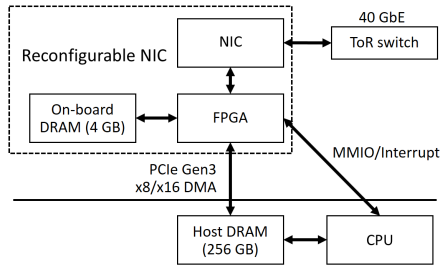 40 GbE
NIC
ToR switch
Reconfigurable NIC
On-board
DRAM (4 GB)
FPGA
MMIO/Interrupt
PCIe Gen3
x8/x16 DMA
Host DRAM
(256 GB)
CPU